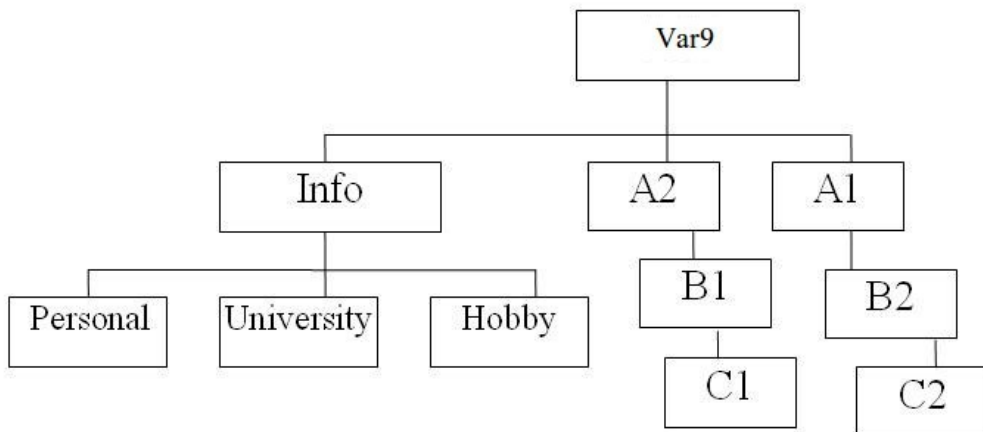 Var9
Info
A2
A1
Personal
University
Hobby
B1
B2
C1
C2